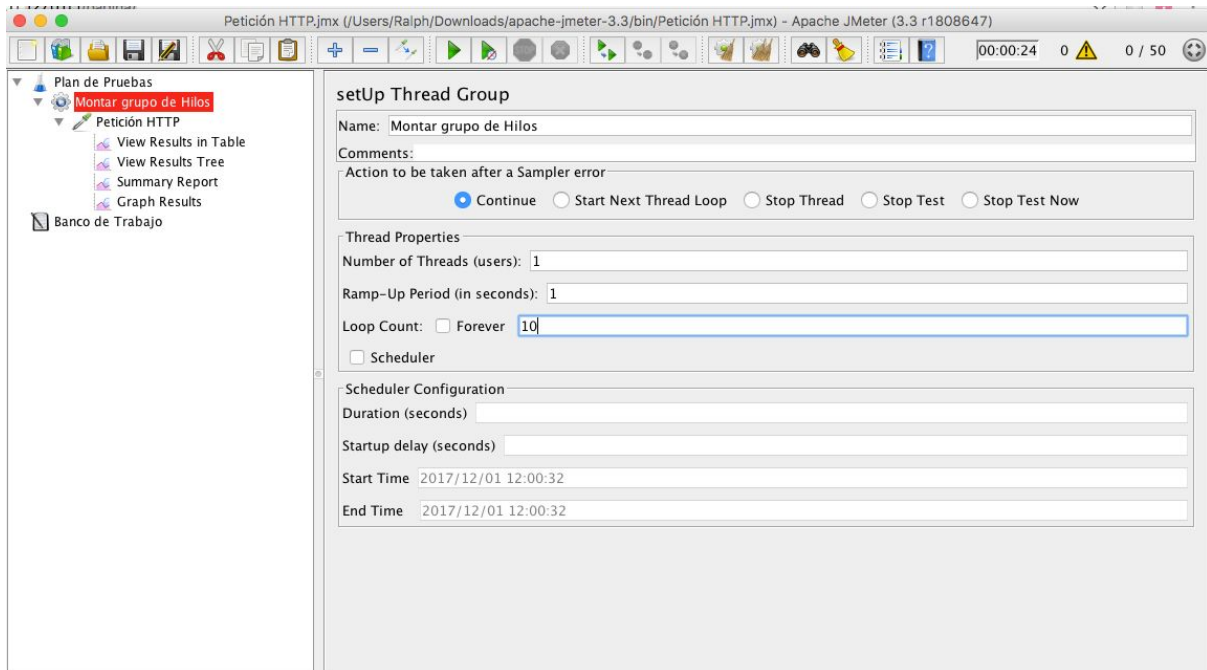 Petición HTTP.jmx (/Users/Ralph/Downloads/apache-jmeter-3.3/bin/Petición HTTP.jmx) - Apache JMeter (3.3 r1808647)
00:00:24 0 0 / 50
Plan de Pruebas
Montar grupo de Hilos
Petición HTTP
View Results in Table
View Results Tree
Summary Report
Graph Results
Banco de Trabajo
setUp Thread Group
Name: Montar grupo de Hilos
Comments:
Action to be taken after a Sampler error
Continue Start Next Thread Loop Stop Thread Stop Test Stop Test Now
Thread Properties
Number of Threads (users): 1
Ramp-Up Period (in seconds): 1
Loop Count: Forever 10
Scheduler
Scheduler Configuration
Duration (seconds)
Startup delay (seconds)
Start Time 2017/12/01 12:00:32
End Time 2017/12/01 12:00:32